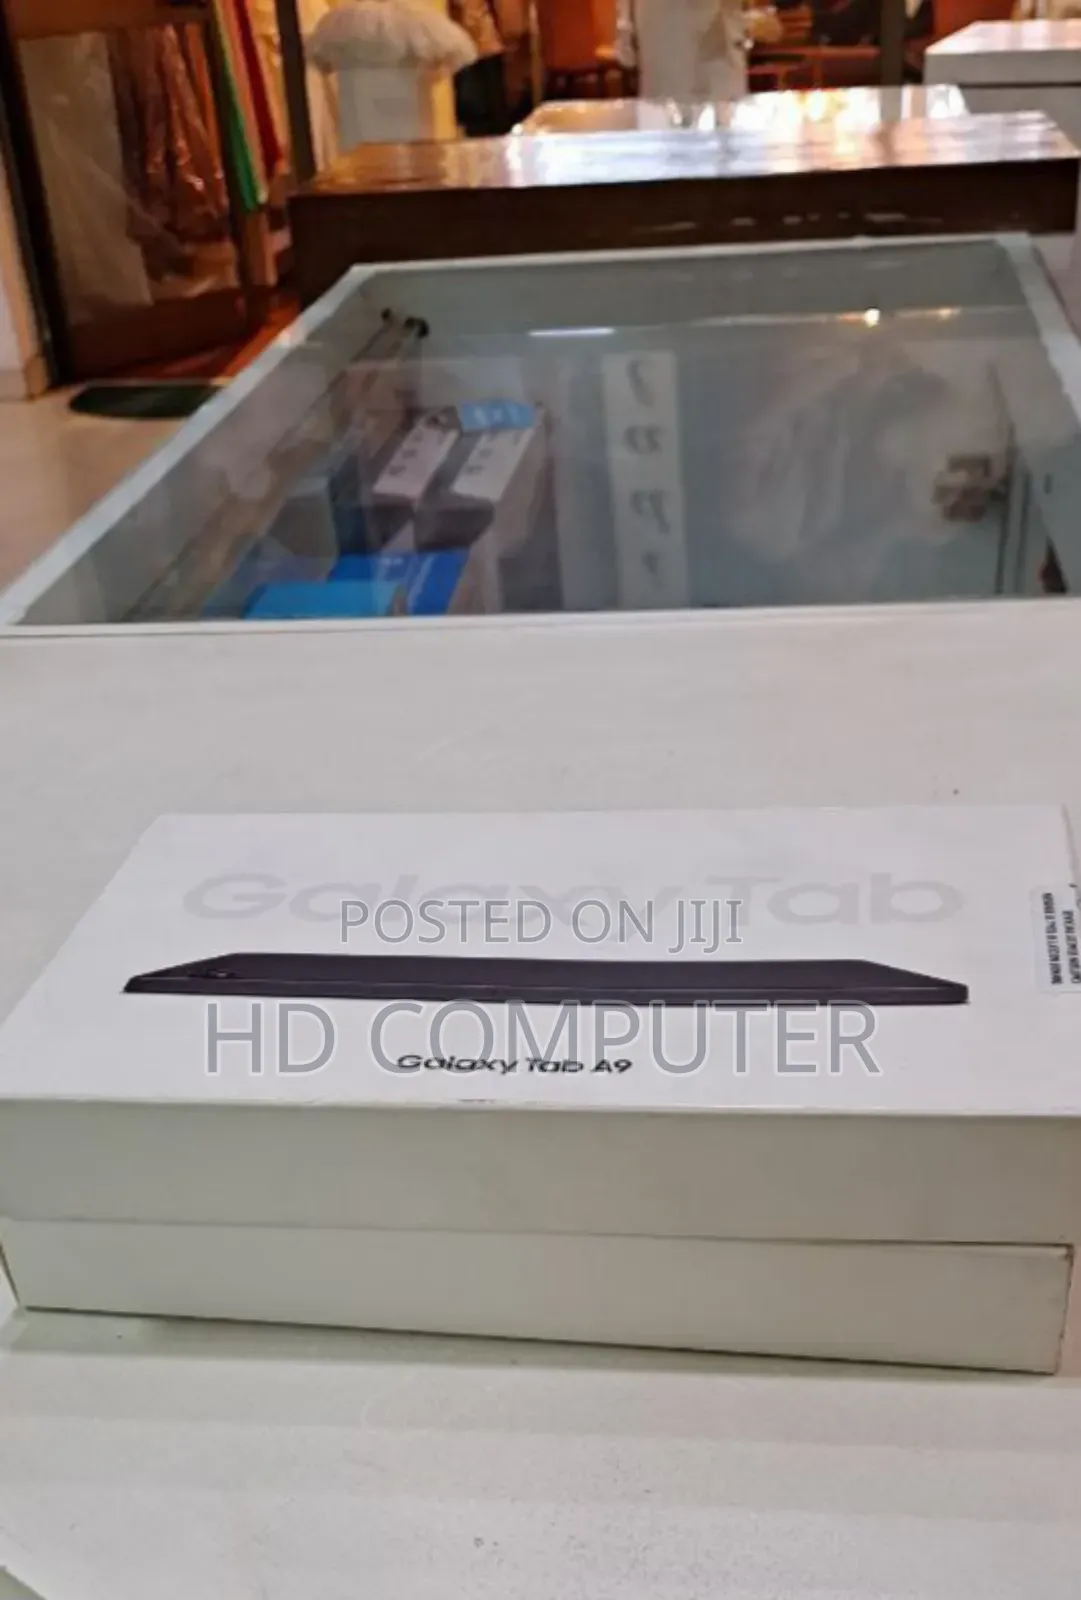 Galaxy Tab
POSTED ON JIJI
HD COMPUTER
Galaxy Tab A9